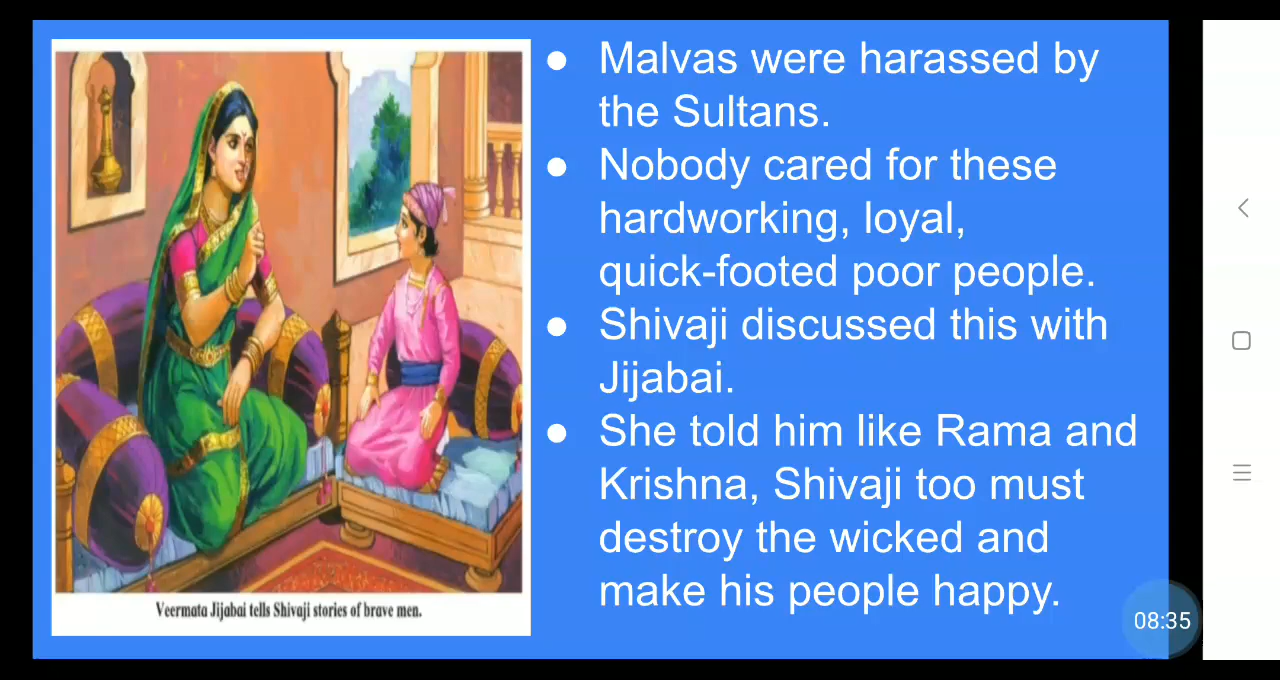 ● Malvas were harassed by
the Sultans.
● Nobody cared for these
hardworking, loyal,
quick-footed poor people.
● Shivaji discussed this with
Jijabai.
● She told him like Rama and
Krishna, Shivaji too must
destroy the wicked and
make his people happy.
Veermata Jijabai tells Shivaji stories of brave men.
08:35